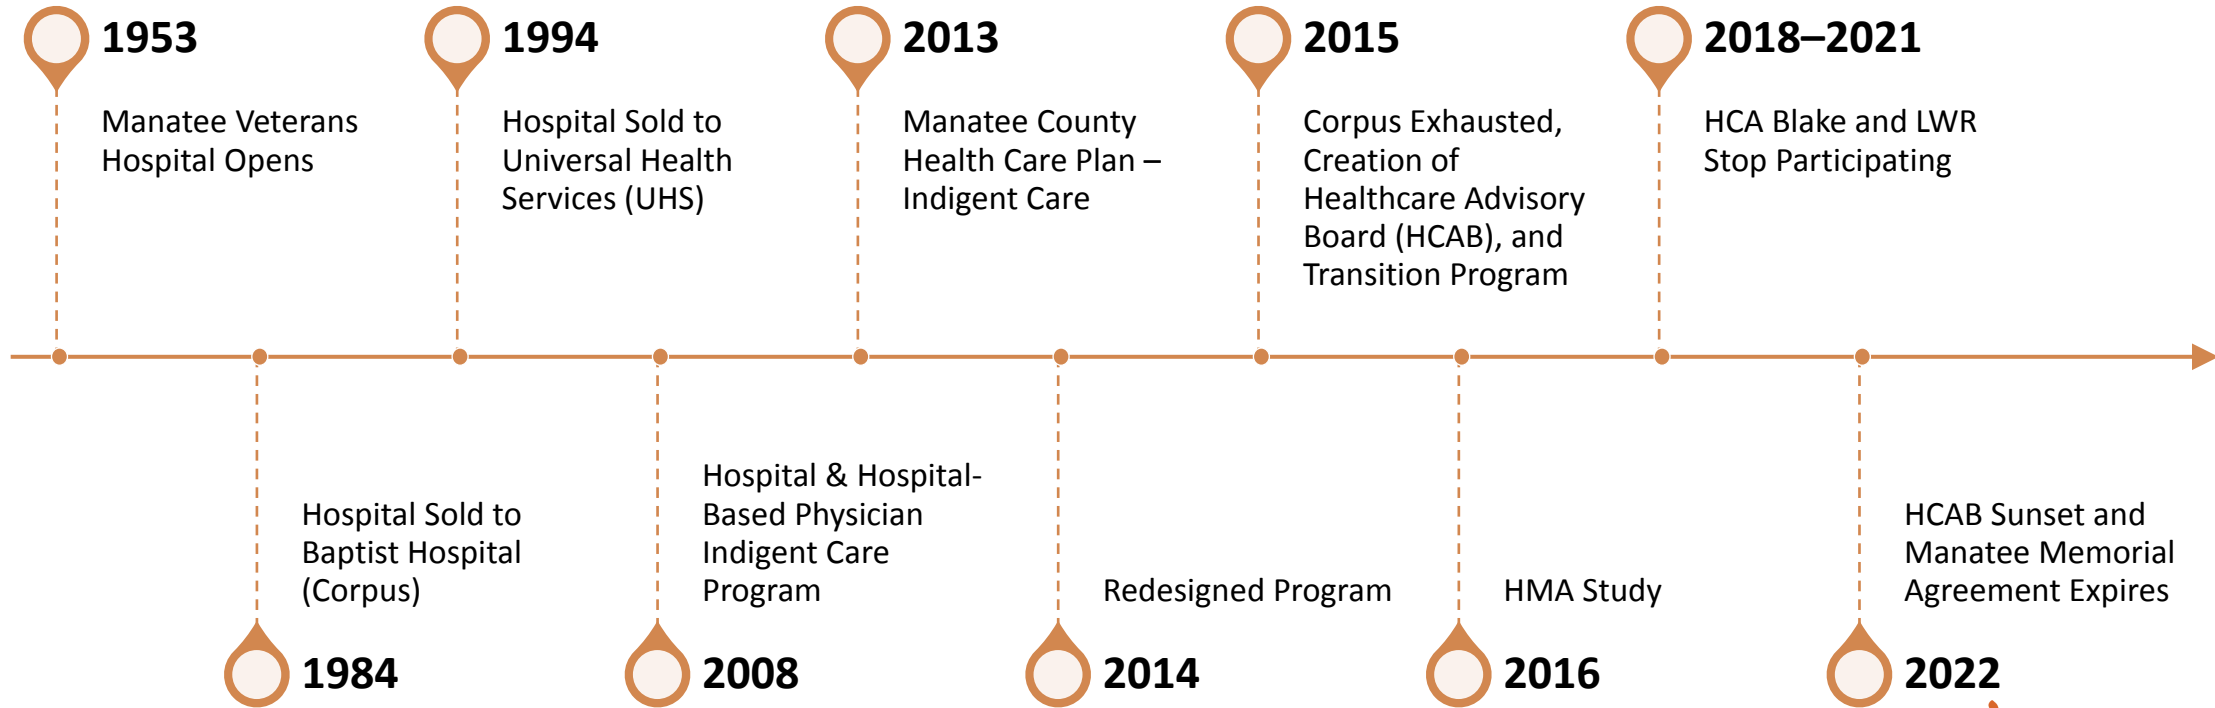 1953
Manatee Veterans
Hospital Opens
1984
Hospital Sold to
Baptist Hospital
(Corpus)
1994
Hospital Sold to
Universal Health
Services (UHS)
2008
Hospital & Hospital-
Based Physician
Indigent Care
Program
2013
Manatee County
Health Care Plan –
Indigent Care
2014
Redesigned Program
2015
Corpus Exhausted,
Creation of
Healthcare Advisory
Board (HCAB), and
Transition Program
2016
HMA Study
2018–2021
HCA Blake and LWR
Stop Participating
2022
HCAB Sunset and
Manatee Memorial
Agreement Expires